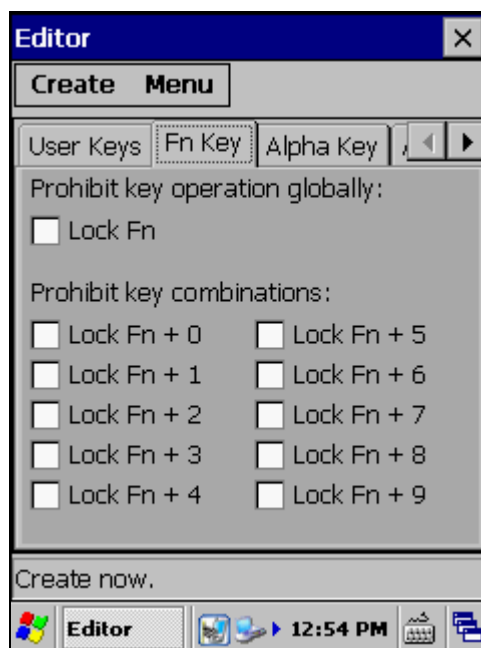 Editor
Create Menu
User Keys Fn Key Alpha Key
Prohibit key operation globally:
Lock Fn
Prohibit key combinations:
Lock Fn + 0 Lock Fn + 5
Lock Fn + 1 Lock Fn + 6
Lock Fn + 2 Lock Fn + 7
Lock Fn + 3 Lock Fn + 8
Lock Fn + 4 Lock Fn + 9
Create now.
Editor 12:54 PM